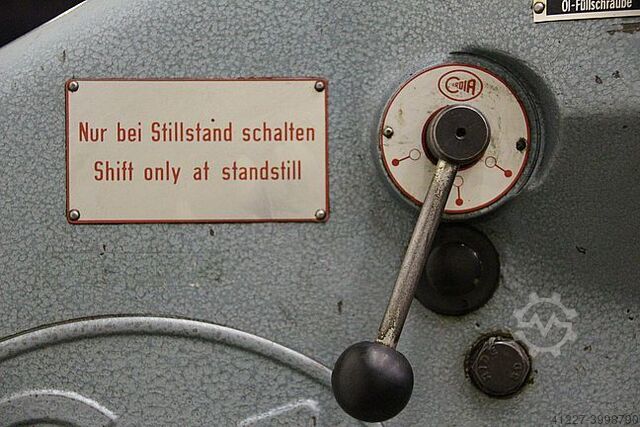 Öl-Füllschraube
Nur bei Stillstand schalten
Shift only at standstill
41227 3998790